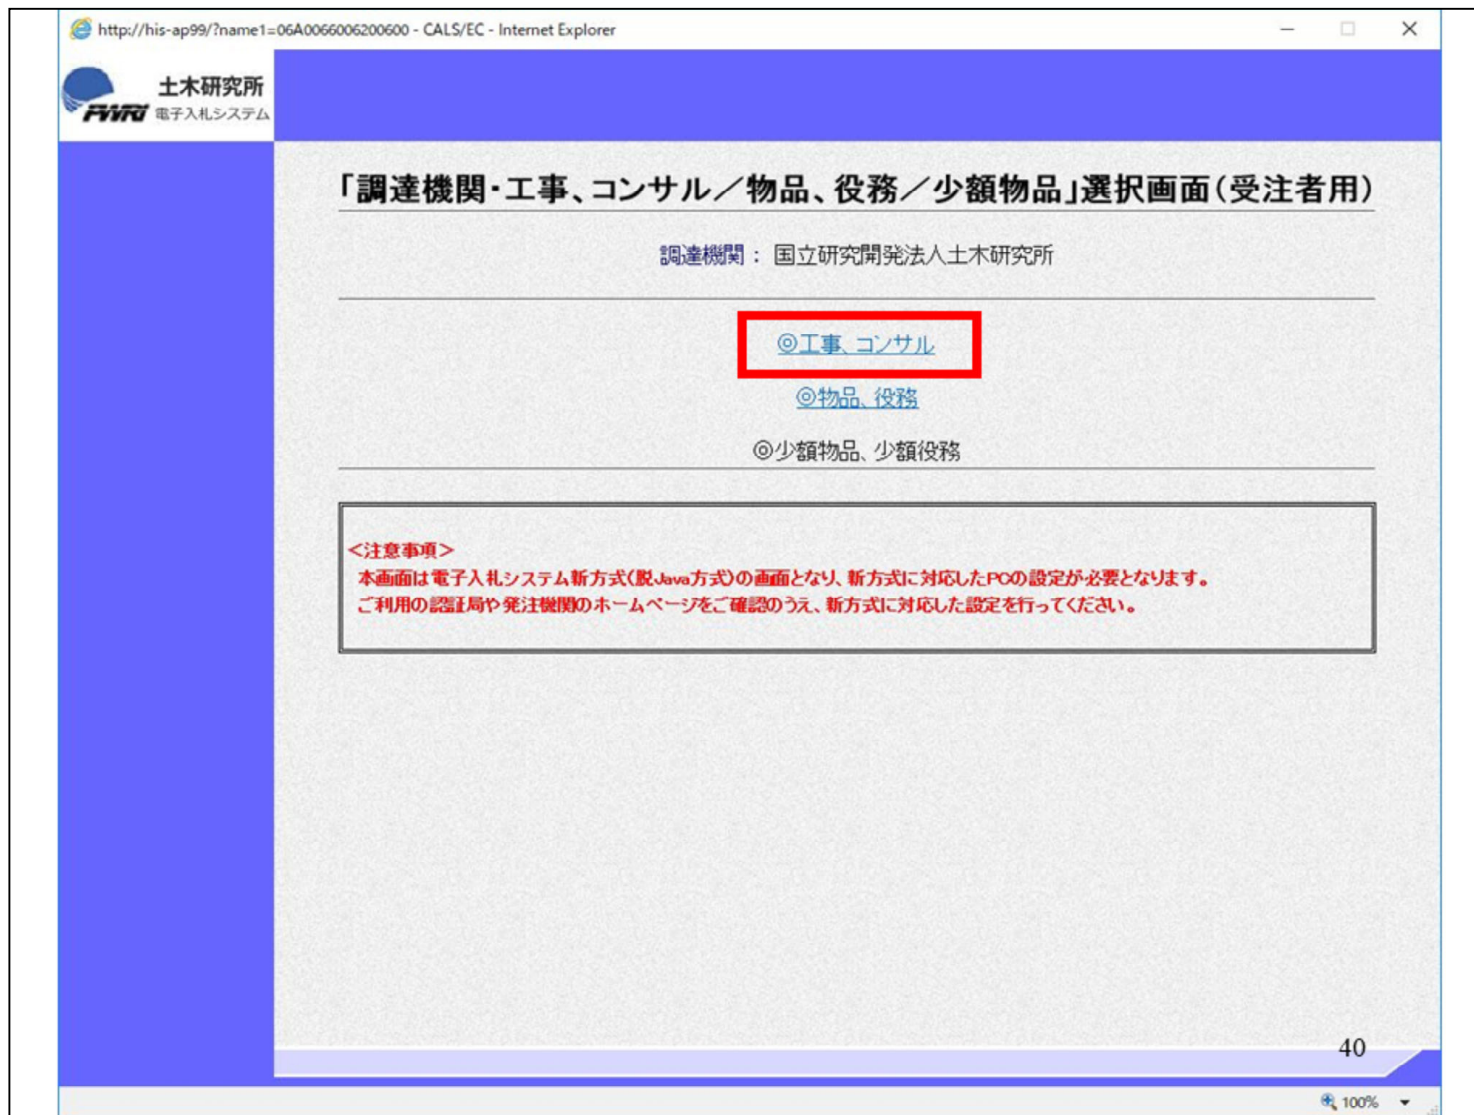 http://his-ap99/?name1=06A0066006200600 - CALS/EC - Internet Explorer
土木研究所
PWRI 電子入札システム
「調達機関・工事、コンサル／物品、役務／少額物品」選択画面(受注者用)
調達機関： 国立研究開発法人土木研究所
◎工事、コンサル
◎物品、役務
◎少額物品、少額役務
＜注意事項＞
本画面は電子入札システム新方式(脱Java方式)の画面となり、新方式に対応したPCの設定が必要となります。
ご利用の認証局や発注機関のホームページをご確認のうえ、新方式に対応した設定を行ってください。
40
100%